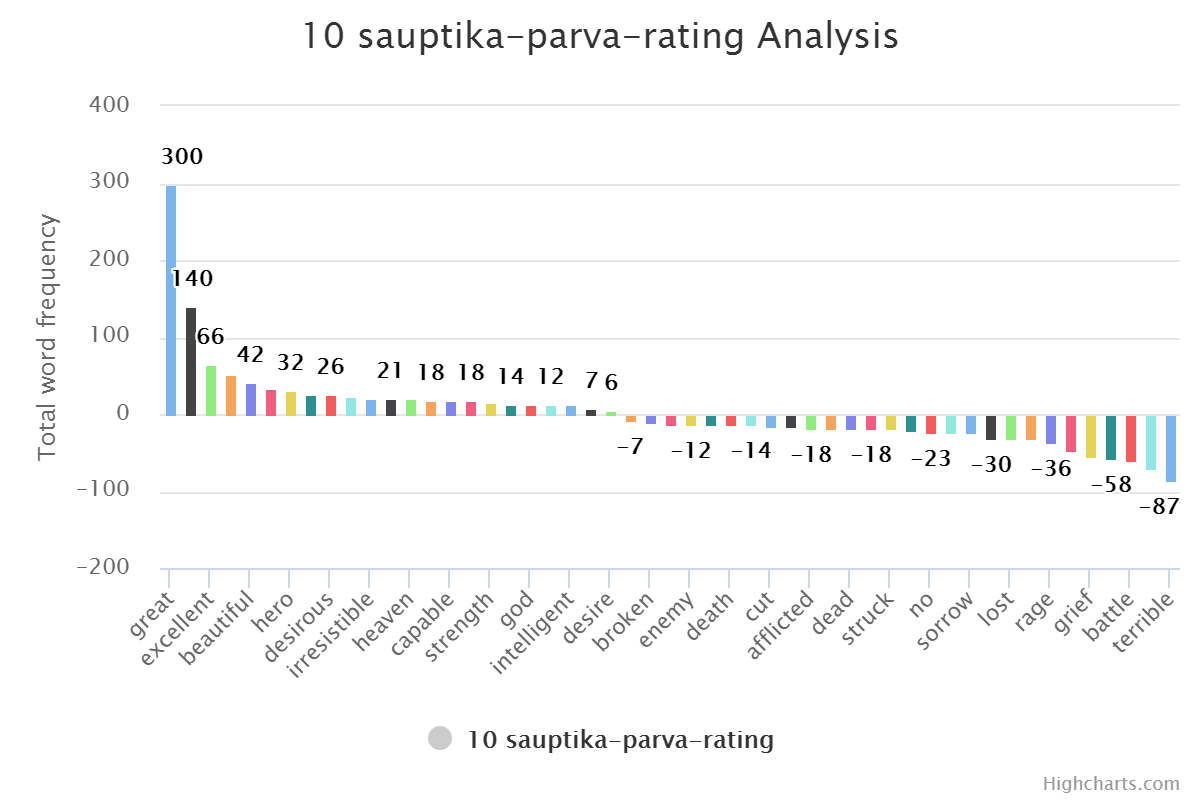 10 sauptika-parva-rating Analysis
Total word frequency
400
300
200
100
0
-100
-200
300
140
66
42
32
26
21
18
18
14
12
7
6
-7
-12
-14
-18
-18
-23
-30
-36
-58
-87
great
excellent
beautiful
hero
desirous
irresistible
heaven
capable
strength
god
intelligent
desire
broken
enemy
death
cut
afflicted
dead
struck
no
sorrow
lost
rage
grief
battle
terrible
10 sauptika-parva-rating
Highcharts.com